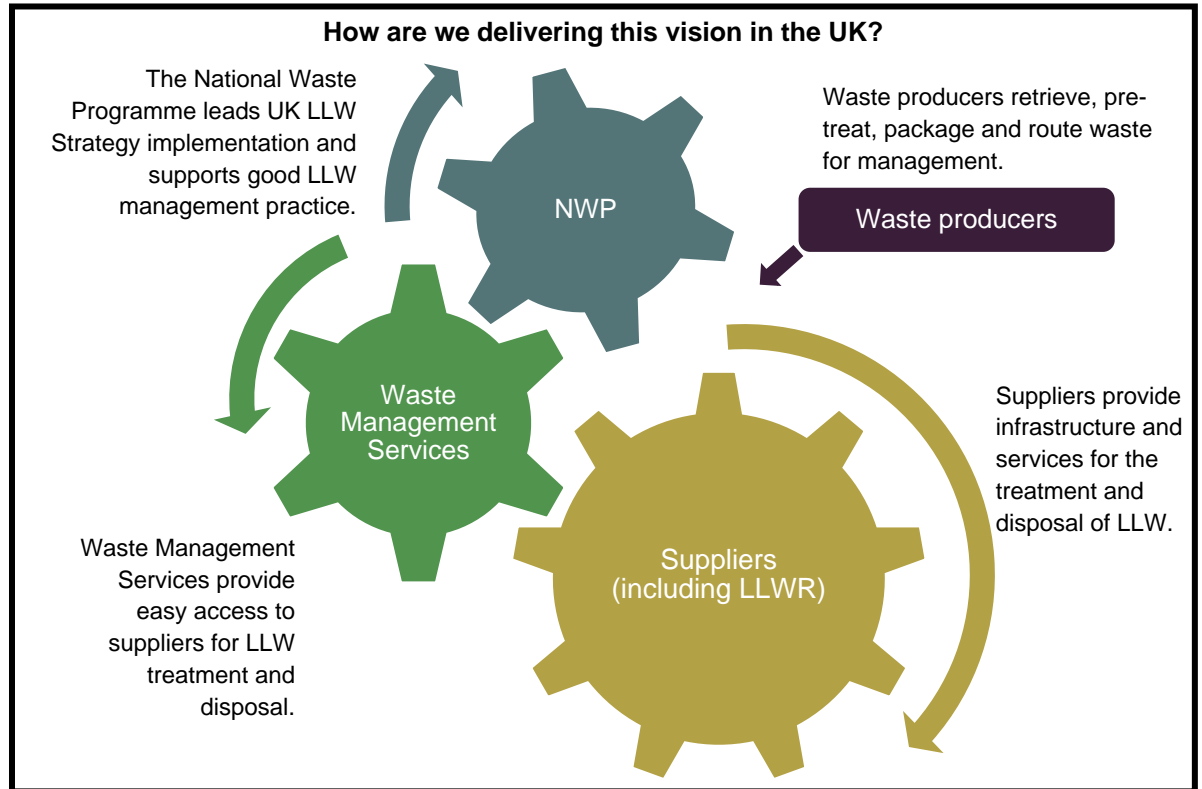 How are we delivering this vision in the UK?
The National Waste
Programme leads UK LLW
Strategy implementation and
supports good LLW
management practice.
NWP
Waste producers retrieve, pre-
treat, package and route waste
for management.
Waste producers
Waste
Management
Services
Suppliers provide
infrastructure and
services for the
treatment and
disposal of LLW.
Waste Management
Services provide
easy access to
suppliers for LLW
treatment and
disposal.
Suppliers
(including LLWR)